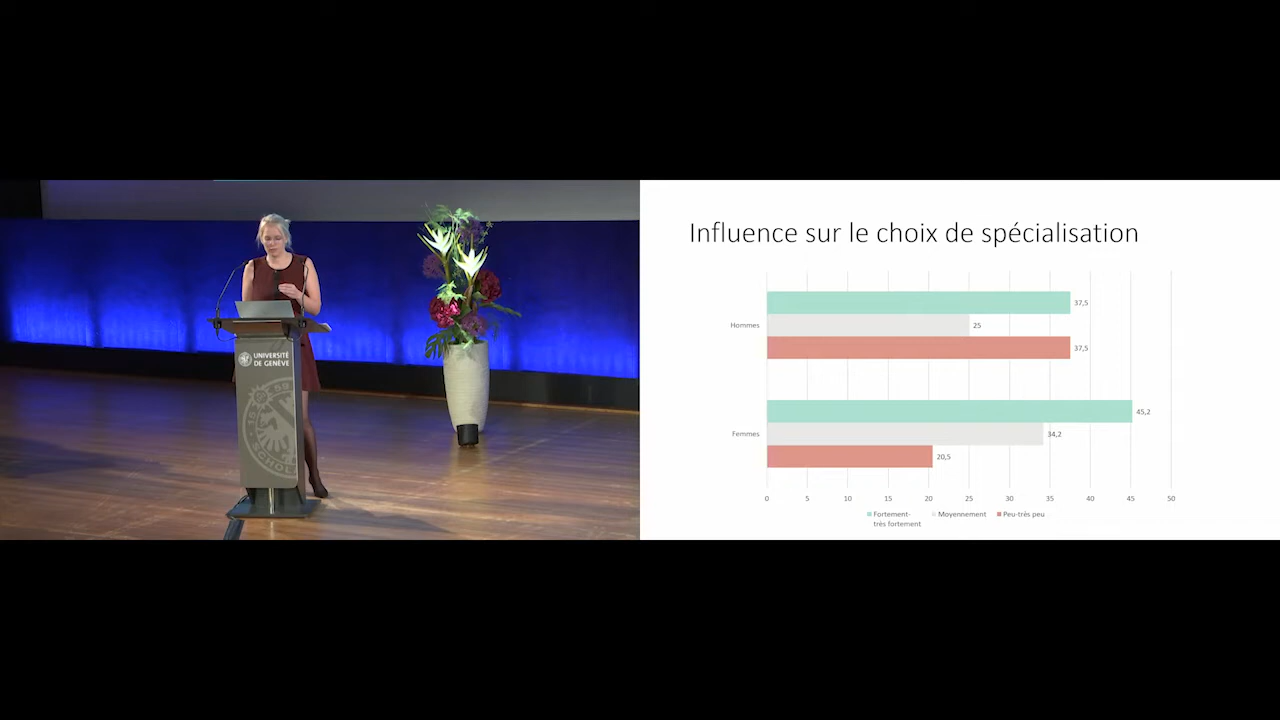 UNIVERSITÉ
DE GENÈVE
1559
SCHOLA
Influence sur le choix de spécialisation
Hommes
37,5
25
37,5
Femmes
45,2
34,2
20,5
0 5 10 15 20 25 30 35 40 45 50
Fortement-
très fortement
Moyennement
Peu-très peu